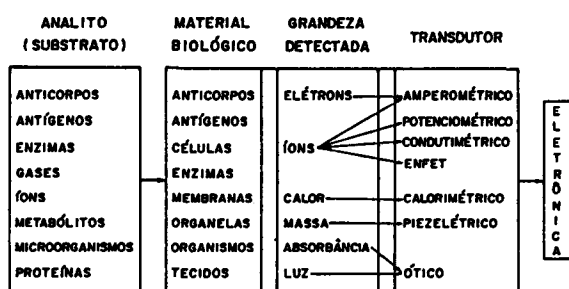 ANALITO
(SUBSTRATO)
MATERIAL
BIOLÓGICO
GRANDEZA
DETECTADA
TRANSDUTOR
ANTICORPOS
ANTÍGENOS
ENZIMAS
GASES
ÍONS
METABÓLITOS
MICROORGANISMOS
PROTEÍNAS
ANTICORPOS
ANTÍGENOS
CÉLULAS
ENZIMAS
MEMBRANAS
ORGANELAS
ORGANISMOS
TECIDOS
ELÉTRONS
ÍONS
CALOR
MASSA
ABSORBÂNCIA
LUZ
AMPEROMÉTRICO
POTENCIOMÉTRICO
CONDUTIMÉTRICO
ENFET
CALORIMÉTRICO
PIEZELÉTRICO
ÓTICO
ELETRÔNICA